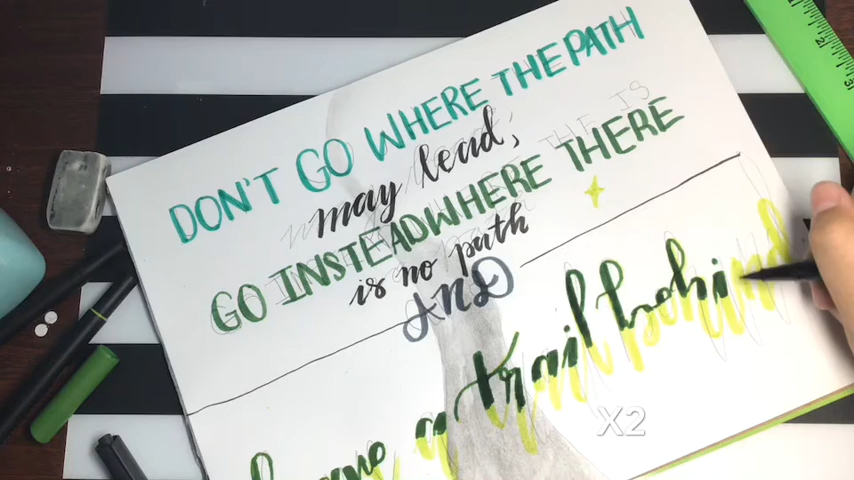 DON'T GO WHERE THE PATH
may lead,
GO INSTEAD WHERE THERE
is no path
AND
a trail behind
X2